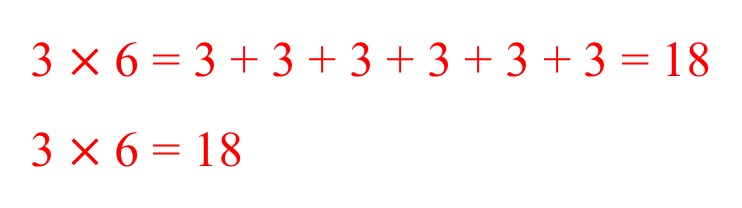 3 × 6 = 3 + 3 + 3 + 3 + 3 + 3 = 18
3 × 6 = 18